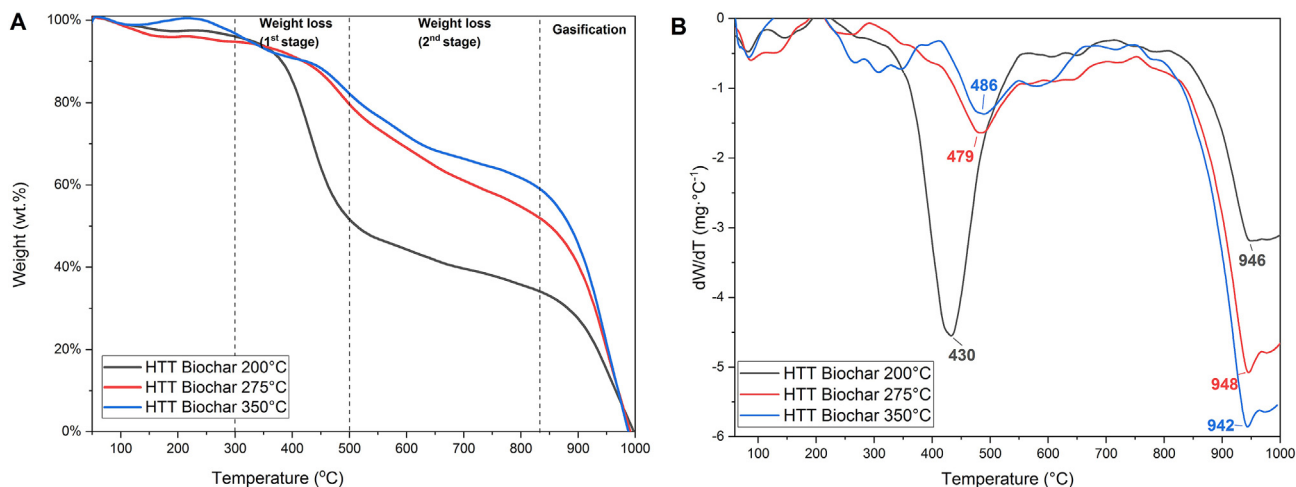 A
100%
80%
60%
40%
20%
0%
Weight (wt.%)
Weight loss
(1st stage)
Weight loss
(2nd stage)
Gasification
HTT Biochar 200°C
HTT Biochar 275°C
HTT Biochar 350°C
100 200 300 400 500 600 700 800 900 1000
Temperature (°C)
B
0
-1
-2
-3
-4
-5
-6
dW/dT (mg·°C⁻¹)
486
479
430
946
948
942
HTT Biochar 200°C
HTT Biochar 275°C
HTT Biochar 350°C
100 200 300 400 500 600 700 800 900 1000
Temperature (°C)